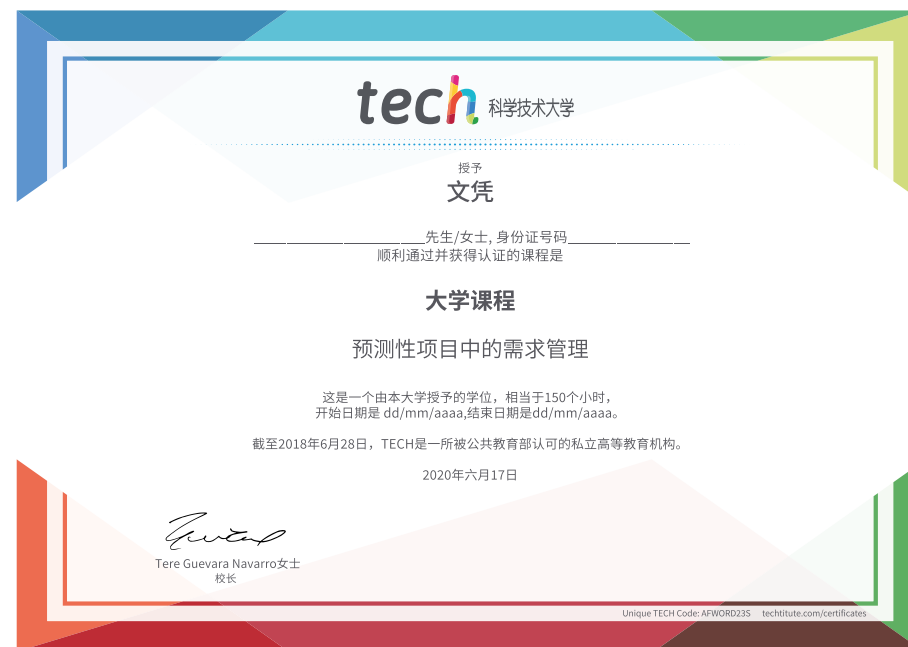 tech 科学技术大学
授予
文凭
先生/女士, 身份证号码
顺利通过并获得认证的课程是
大学课程
预测性项目中的需求管理
这是一个由本大学授予的学位，相当于150个小时，
开始日期是 dd/mm/aaaa,结束日期是dd/mm/aaaa。
截至2018年6月28日，TECH是一所被公共教育部认可的私立高等教育机构。
2020年六月17日
Tere Guevara Navarro女士
校长
Unique TECH Code: AFWORD23S techtitute.com/certificates